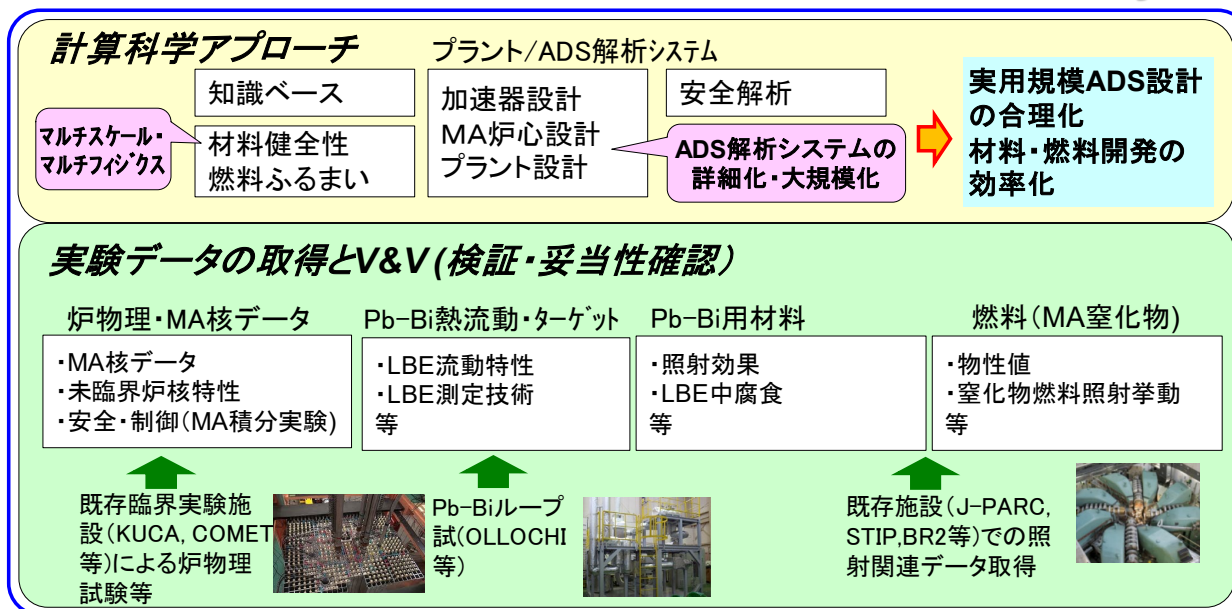 計算科学アプローチ
プラント/ADS解析システム
知識ベース
マルチスケール・
マルチフィジクス
材料健全性
燃料ふるまい
加速器設計
MA炉心設計
プラント設計
安全解析
ADS解析システムの
詳細化・大規模化
実用規模ADS設計
の合理化
材料・燃料開発の
効率化
実験データの取得とV&V(検証・妥当性確認)
炉物理・MA核データ
・MA核データ
・未臨界炉核特性
・安全・制御(MA積分実験)
Pb-Bi熱流動・ターゲット
・LBE流動特性
・LBE測定技術
等
Pb-Bi用材料
・照射効果
・LBE中腐食
等
燃料(MA窒化物)
・物性値
・窒化物燃料照射挙動
等
既存臨界実験施
設(KUCA, COMET
等)による炉物理
試験等
Pb-Biループ
試(OLLOCHI
等)
既存施設(J-PARC,
STIP,BR2等)での照
射関連データ取得